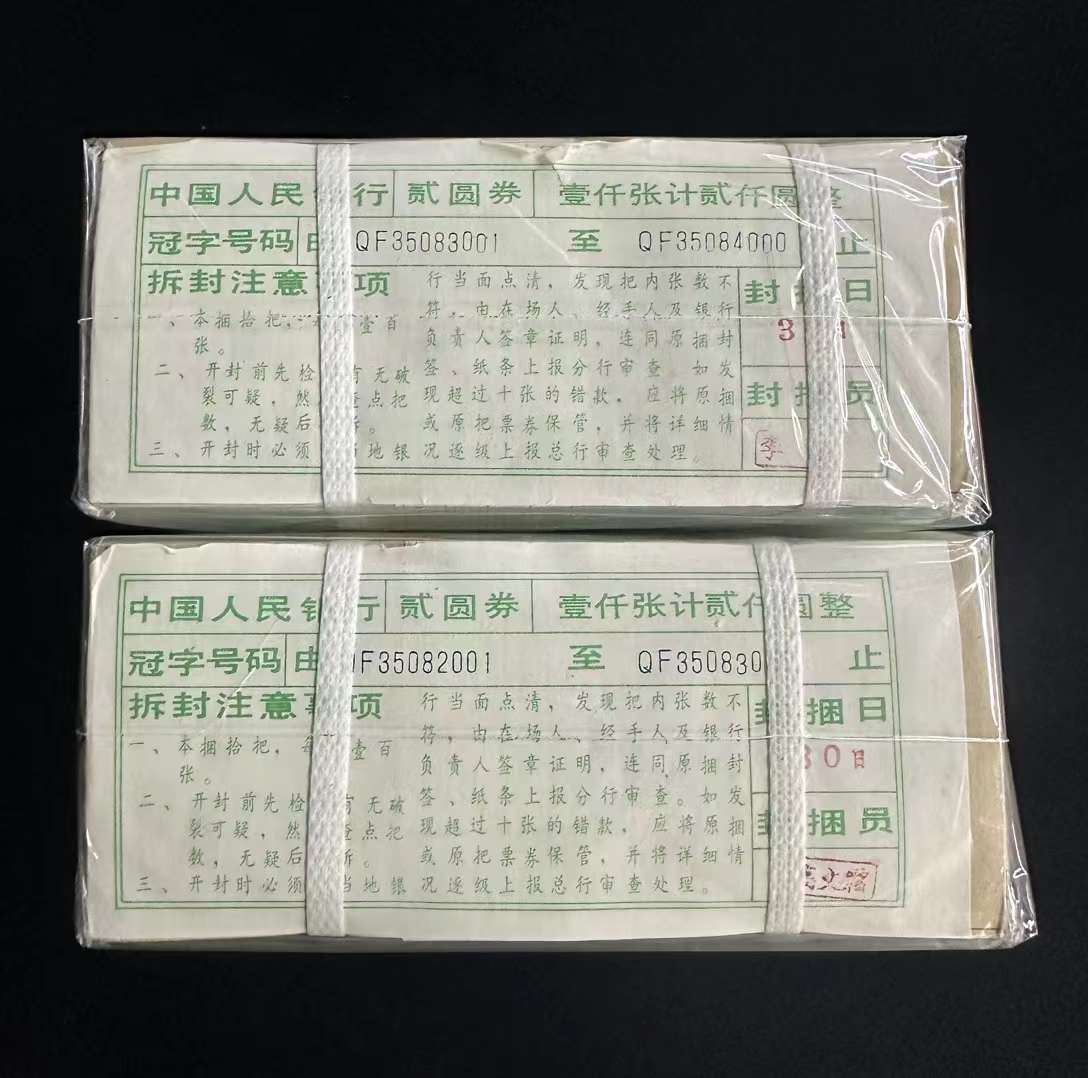 中国人民 行 贰圆券 壹仟张计贰仟圆整
冠字号码 由 QF35083001 至 QF35084000 止
拆封注意 项
一、本捆拾把， 壹百
张。
二、开封前先检 有无破
裂可疑，然 查点把
数，无疑后 拆。
三、开封时必须 当地银
行当面点清，发现把内张数不
符，由在场人、经手人及银行
负责人签章证明，连同原捆封
签、纸条上报分行审查。如发
现超过十张的错款，应将原捆
或原把票券保管，并将详细情
况逐级上报总行审查处理。
封 日
3 日
封 员
李
中国人民银行 贰圆券 壹仟张计贰仟圆整
冠字号码 由 F35082001 至 QF350830 止
拆封注意事项
一、本捆拾把，每 壹百
张。
二、开封前先检 有无破
裂可疑，然 查点把
数，无疑后 拆。
三、开封时必须 当地银
行当面点清，发现把内张数不
符，由在场人、经手人及银行
负责人签章证明，连同原捆封
签、纸条上报分行审查。如发
现超过十张的错款，应将原捆
或原把票券保管，并将详细情
况逐级上报总行审查处理。
封捆日
30日
封捆员